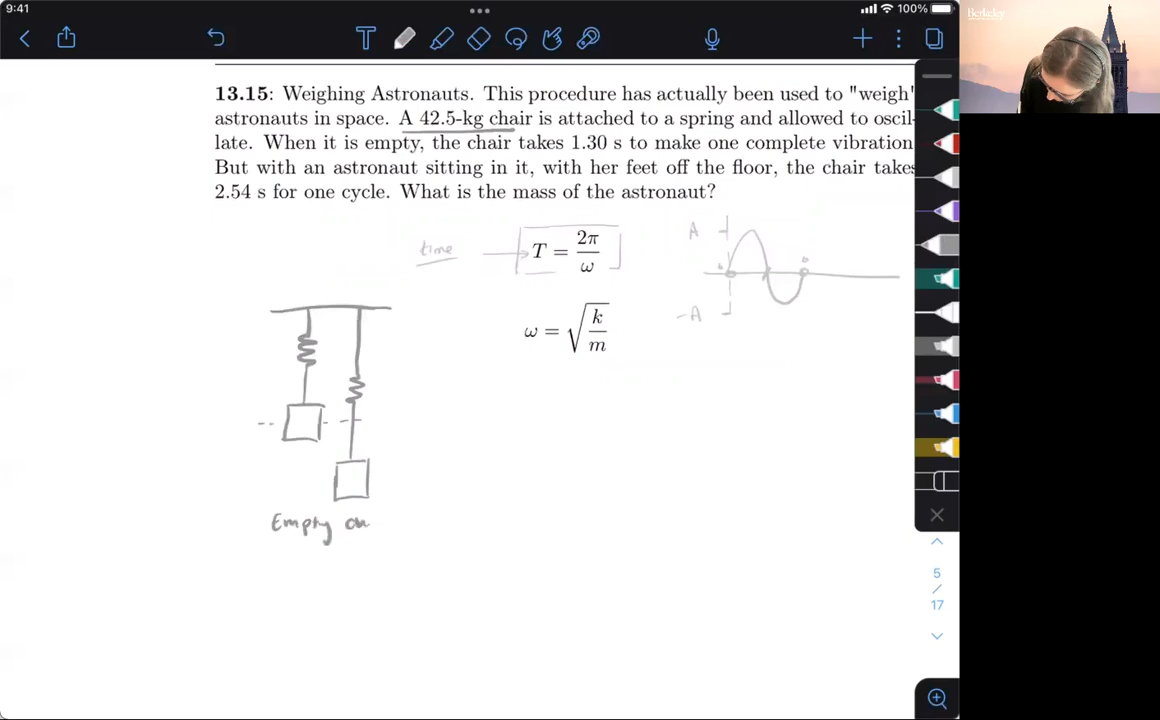 9:41
100%
Berkeley
13.15: Weighing Astronauts. This procedure has actually been used to "weigh"
astronauts in space. A 42.5-kg chair is attached to a spring and allowed to oscil-
late. When it is empty, the chair takes 1.30 s to make one complete vibration
But with an astronaut sitting in it, with her feet off the floor, the chair takes
2.54 s for one cycle. What is the mass of the astronaut?
time
T = 2π/ω
A
-A
ω = √(k/m)
Empty ch
5
/
17